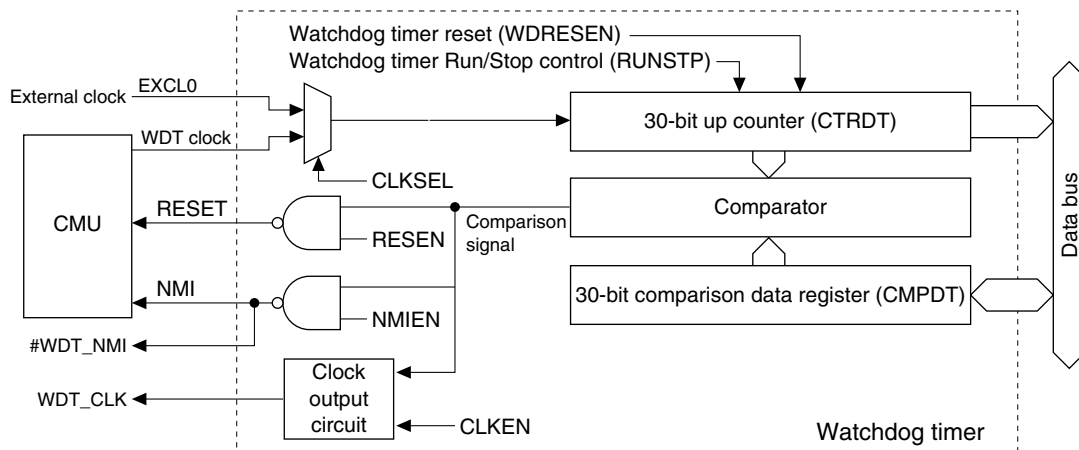 Watchdog timer reset (WDRESEN)
Watchdog timer Run/Stop control (RUNSTP)
External clock
EXCL0
WDT clock
30-bit up counter (CTRDT)
CLKSEL
CMU
RESET
RESEN
Comparison
signal
Comparator
Data bus
NMI
NMIEN
30-bit comparison data register (CMPDT)
#WDT_NMI
WDT_CLK
Clock
output
circuit
CLKEN
Watchdog timer